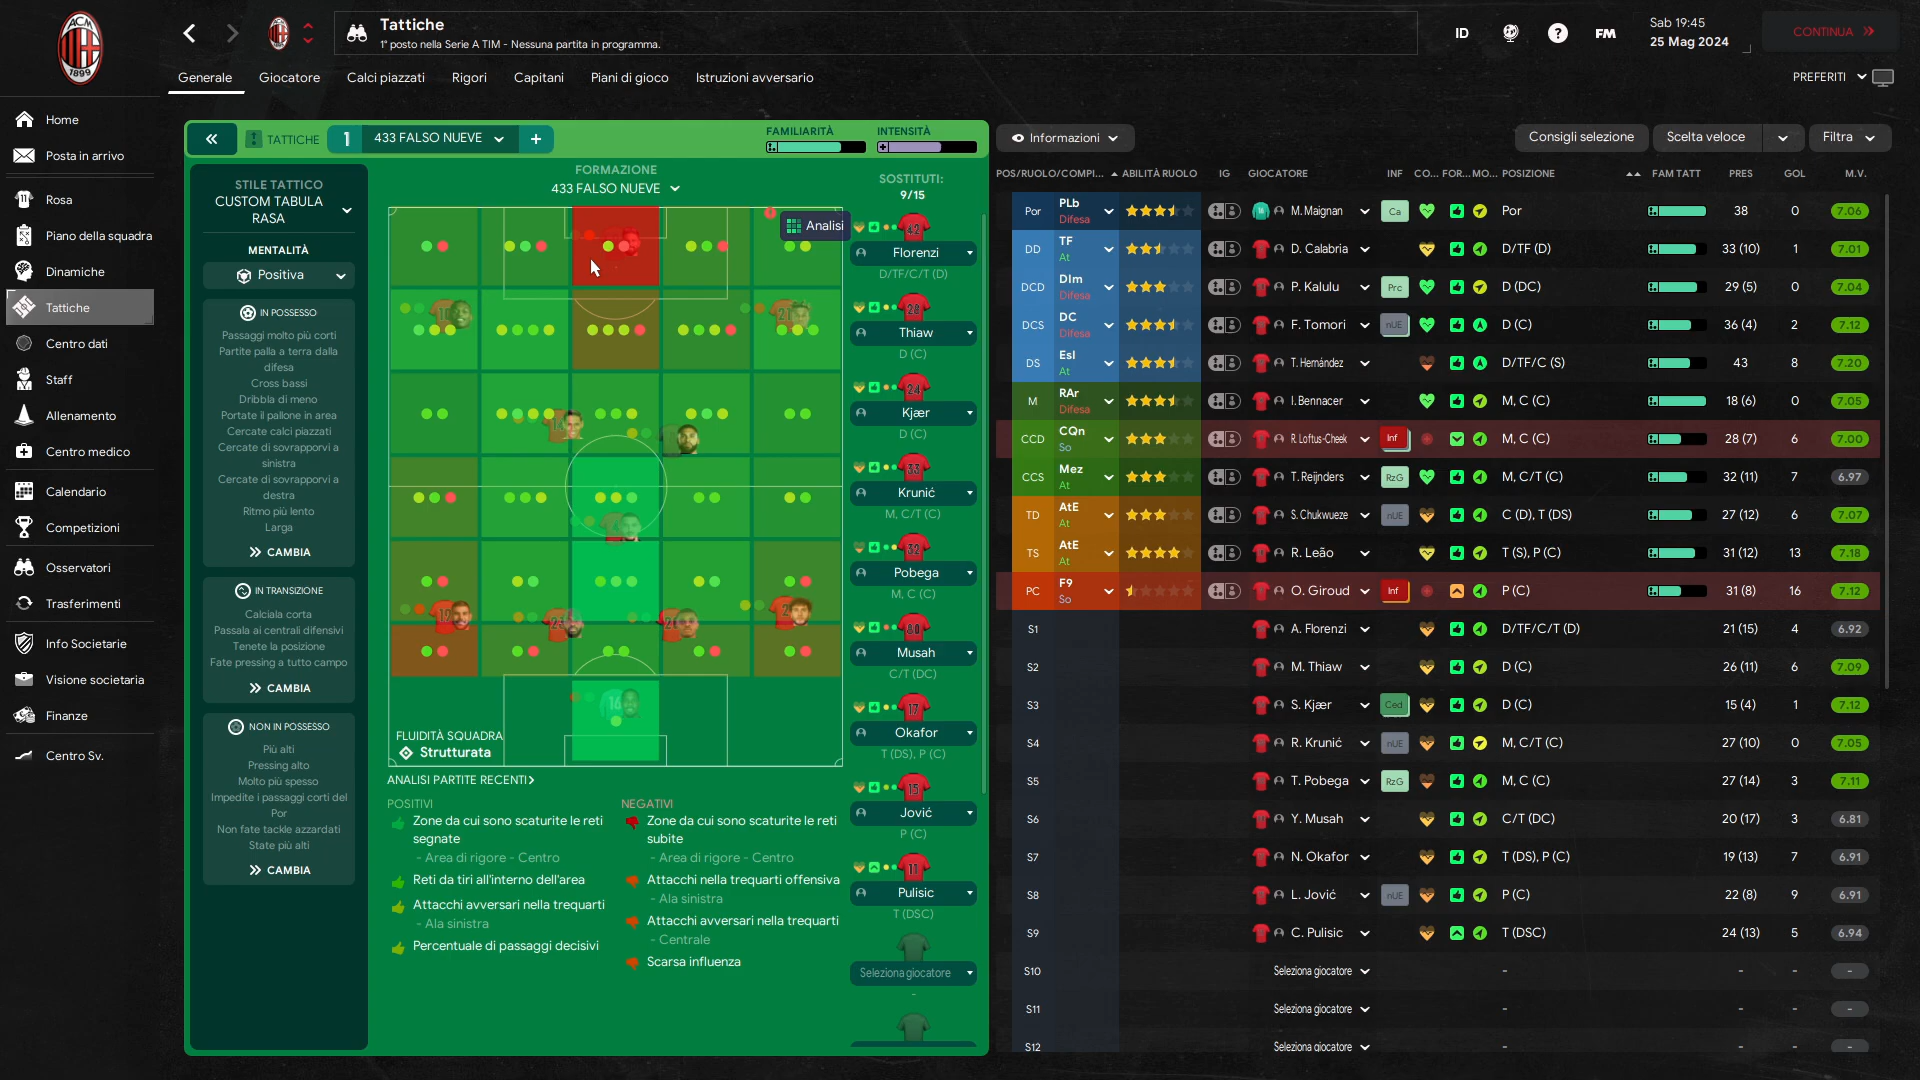 ACM
1899
Tattiche
1° posto nella Serie A TIM - Nessuna partita in programma.
ID
FM
Sab 19:45
25 Mag 2024
CONTINUA
Generale
Giocatore
Calci piazzati
Rigori
Capitani
Piani di gioco
Istruzioni avversario
PREFERITI
Home
Posta in arrivo
Rosa
Piano della squadra
Dinamiche
Tattiche
Centro dati
Staff
Allenamento
Centro medico
Calendario
Competizioni
Osservatori
Trasferimenti
Info Societarie
Visione societaria
Finanze
Centro Sv.
TATTICHE
1
433 FALSO NUEVE
+
FAMILIARITÀ
INTENSITÀ
STILE TATTICO
CUSTOM TABULA
RASA
MENTALITÀ
Positiva
IN POSSESSO
Passaggi molto più corti
Partite palla a terra dalla
difesa
Cross bassi
Dribbla di meno
Portate il pallone in area
Cercate calci piazzati
Cercate di sovrapporvi a
sinistra
Cercate di sovrapporvi a
destra
Ritmo più lento
Larga
CAMBIA
IN TRANSIZIONE
Calciala corta
Passala ai centrali difensivi
Tenete la posizione
Fate pressing a tutto campo
CAMBIA
NON IN POSSESSO
Più alti
Pressing alto
Molto più spesso
Impedite i passaggi corti del
Por
Non fate tackle azzardati
State più alti
CAMBIA
FORMAZIONE
433 FALSO NUEVE
Analisi
FLUIDITÀ SQUADRA
Strutturata
ANALISI PARTITE RECENTI
POSITIVI
Zone da cui sono scaturite le reti
segnate
- Area di rigore - Centro
Reti da tiri all'interno dell'area
Attacchi avversari nella trequarti
- Ala sinistra
Percentuale di passaggi decisivi
NEGATIVI
Zone da cui sono scaturite le reti
subite
- Area di rigore - Centro
Attacchi nella trequarti offensiva
- Ala sinistra
Attacchi avversari nella trequarti
- Centrale
Scarsa influenza
SOSTITUTI:
9/15
42
Florenzi
D/TF/C/T (D)
28
Thiaw
D (C)
24
Kjær
D (C)
33
Krunić
M, C/T (C)
32
Pobega
M, C (C)
80
Musah
C/T (DC)
17
Okafor
T (DS), P (C)
15
Jović
P (C)
11
Pulisic
T (DSC)
Seleziona giocatore
-
Informazioni
Consigli selezione
Scelta veloce
Filtra
POS/RUOLO/COMPI... ABILITÀ RUOLO IG GIOCATORE INF CO... FOR... MO... POSIZIONE FAM TATT PRES GOL M.V.
Por PLb Difesa M. Maignan Ca Por 38 0 7.06
DD TF At D. Calabria D/TF (D) 33 (10) 1 7.01
DCD DIm Difesa P. Kalulu Prc D (DC) 29 (5) 0 7.04
DCS DC Difesa F. Tomori nUE D (C) 36 (4) 2 7.12
DS EsI At T. Hernández D/TF/C (S) 43 8 7.20
M RAr Difesa I. Bennacer M, C (C) 18 (6) 0 7.05
CCD CQn So R. Loftus-Cheek Inf M, C (C) 28 (7) 6 7.00
CCS Mez At T. Reijnders RzG M, C/T (C) 32 (11) 7 6.97
TD AtE At S. Chukwueze nUE C (D), T (DS) 27 (12) 6 7.07
TS AtE At R. Leão T (S), P (C) 31 (12) 13 7.18
PC F9 So O. Giroud Inf P (C) 31 (8) 16 7.12
S1 A. Florenzi D/TF/C/T (D) 21 (15) 4 6.92
S2 M. Thiaw D (C) 26 (11) 6 7.09
S3 S. Kjær Ced D (C) 15 (4) 1 7.12
S4 R. Krunić nUE M, C/T (C) 27 (10) 0 7.05
S5 T. Pobega RzG M, C (C) 27 (14) 3 7.11
S6 Y. Musah C/T (DC) 20 (17) 3 6.81
S7 N. Okafor T (DS), P (C) 19 (13) 7 6.91
S8 L. Jović nUE P (C) 22 (8) 9 6.91
S9 C. Pulisic T (DSC) 24 (13) 5 6.94
S10 Seleziona giocatore - - - -
S11 Seleziona giocatore - - - -
S12 Seleziona giocatore - - - -